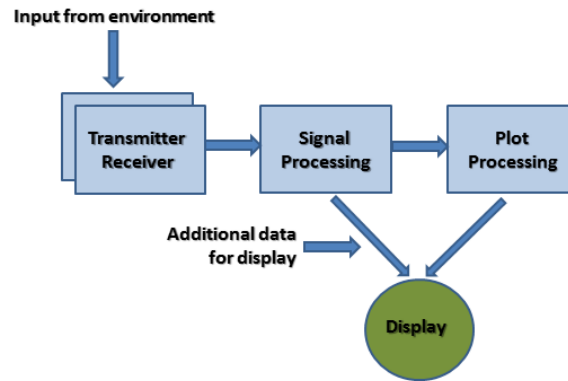 Input from environment
Transmitter
Receiver
Signal
Processing
Plot
Processing
Additional data
for display
Display